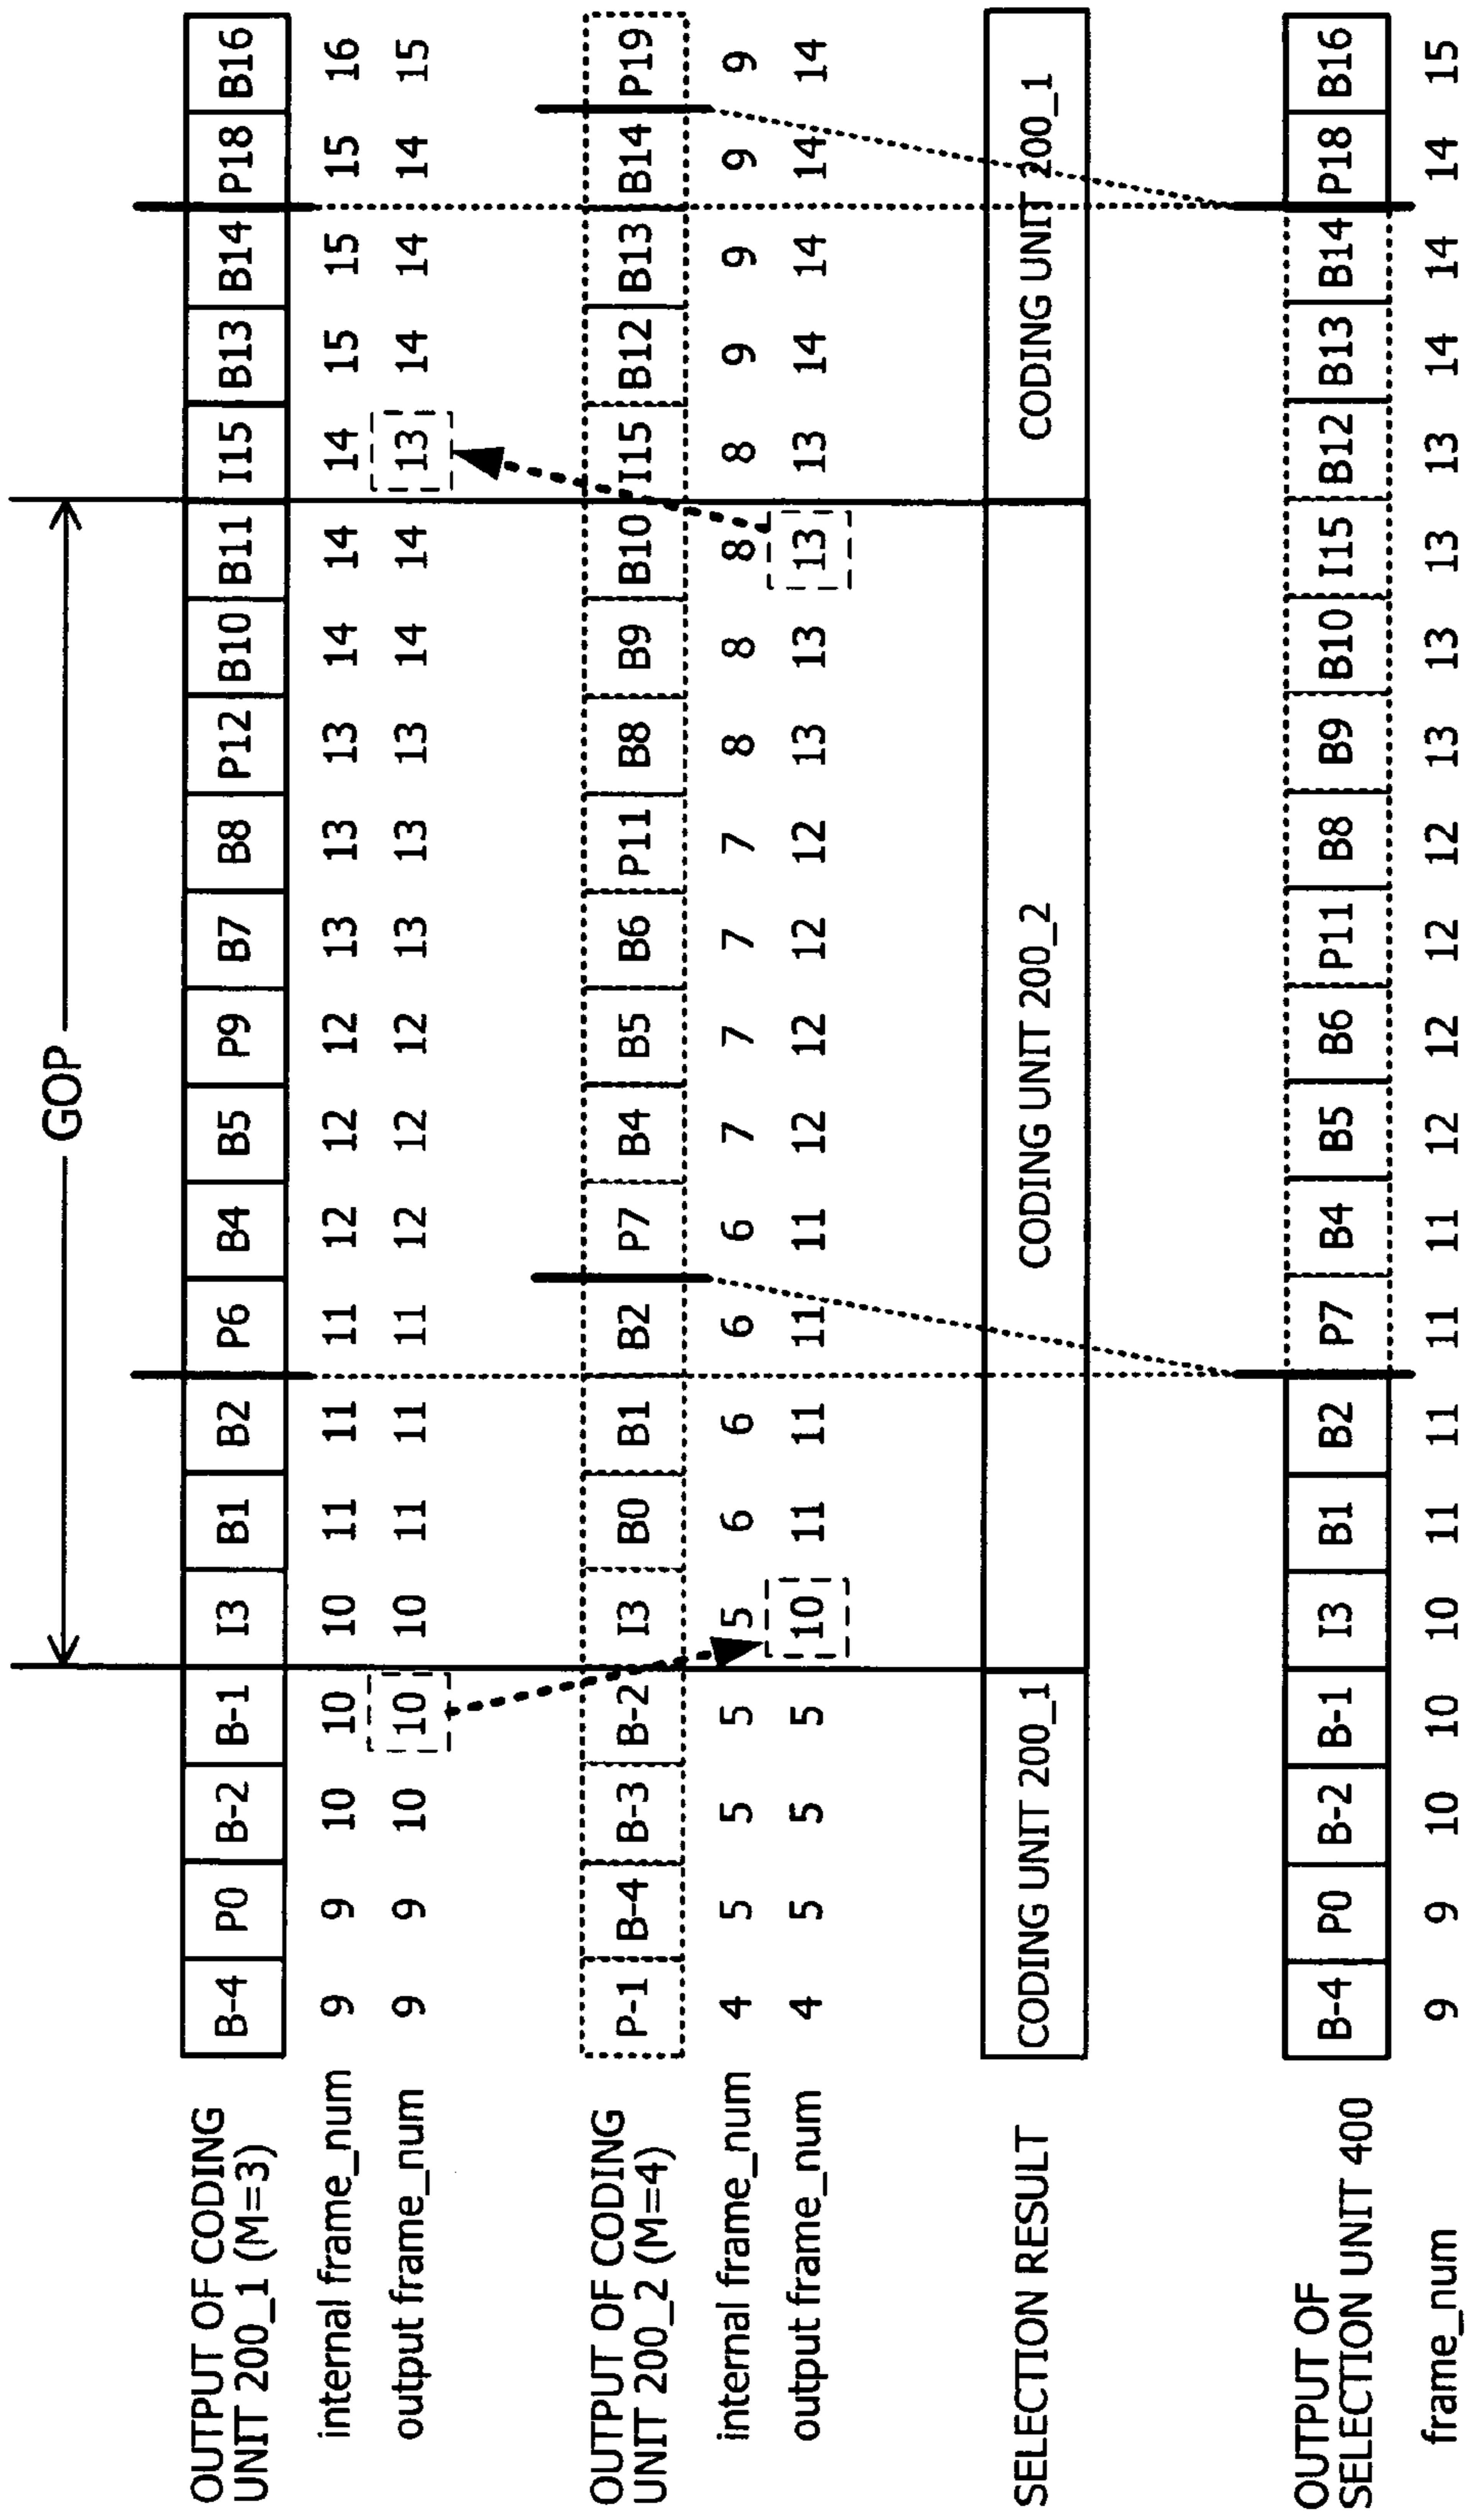 GOP
OUTPUT OF CODING
UNIT 200_1 (M=3)
B-4 P0 B-2 B-1 I3 B1 B2 P6 B4 B5 P9 B7 B8 P12 B10 B11 I15 B13 B14 P18 B16
internal frame_num 9 9 10 10 10 11 11 11 12 12 12 13 13 13 14 14 14 15 15 15 16
output frame_num 9 9 10 10 10 11 11 11 12 12 12 13 13 13 14 14 13 14 14 14 15
OUTPUT OF CODING
UNIT 200_2 (M=4)
P-1 B-4 B-3 B-2 I3 B0 B1 B2 P7 B4 B5 B6 P11 B8 B9 B10 I15 B12 B13 B14 P19
internal frame_num 4 5 5 5 5 6 6 6 6 7 7 7 7 8 8 8 8 9 9 9 9
output frame_num 4 5 5 5 10 11 11 11 11 12 12 12 12 13 13 13 13 14 14 14 14
SELECTION RESULT CODING UNIT 200_1 CODING UNIT 200_2 CODING UNIT 200_1
OUTPUT OF
SELECTION UNIT 400
B-4 P0 B-2 B-1 I3 B1 B2 P7 B4 B5 B6 P11 B8 B9 B10 I15 B12 B13 B14 P18 B16
frame_num 9 9 10 10 10 11 11 11 11 12 12 12 12 13 13 13 13 14 14 14 15